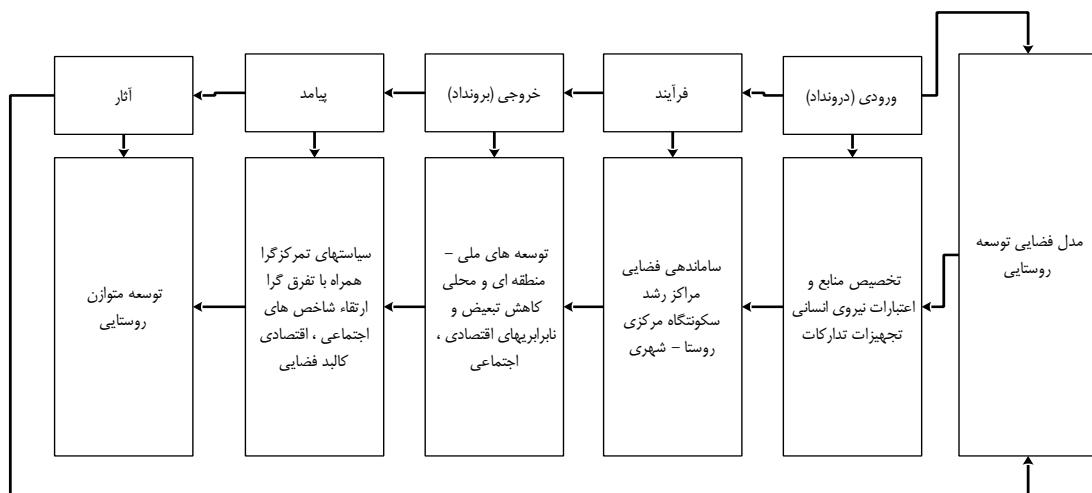 ورودی (درونداد)
فرآیند
خروجی (برونداد)
پیامد
آثار
مدل فضایی توسعه
روستایی
تخصیص منابع و
اعتبارات نیروی انسانی
تجهیزات تدارکات
ساماندهی فضایی
مراکز رشد
سکونتگاه مرکزی
روستا – شهری
توسعه های ملی –
منطقه ای و محلی
کاهش تبعیض و
نابرابریهای اقتصادی ،
اجتماعی
سیاستهای تمرکزگرا
همراه با تفرق گرا
ارتقاء شاخص های
اجتماعی ، اقتصادی
کالبد فضایی
توسعه متوازن
روستایی